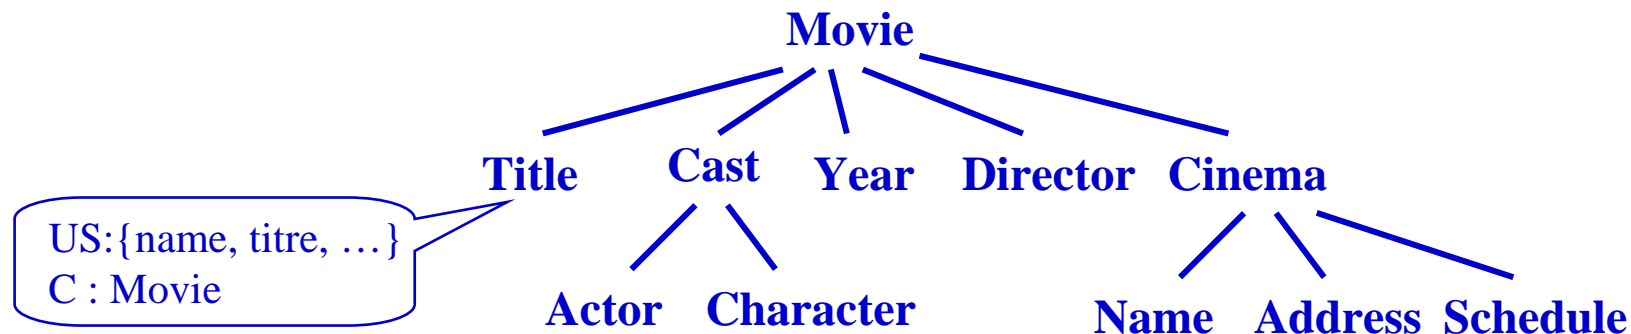 Movie
Title Cast Year Director Cinema
US:{name, titre, …}
C : Movie
Actor Character Name Address Schedule